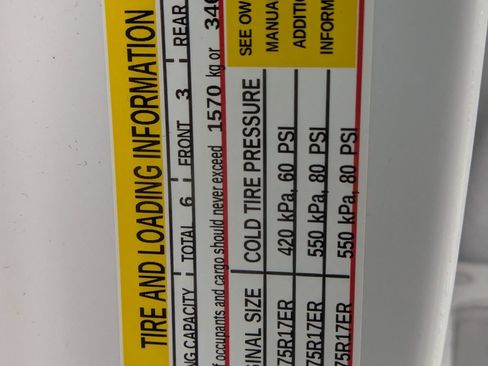 TIRE AND LOADING INFORMATION
NG CAPACITY TOTAL 6 FRONT 3 REAR
f occupants and cargo should never exceed 1570 kg or 346
GINAL SIZE COLD TIRE PRESSURE SEE OW
75R17ER 420 kPa, 60 PSI MANUA
75R17ER 550 kPa, 80 PSI ADDITI
75R17ER 550 kPa, 80 PSI INFORM